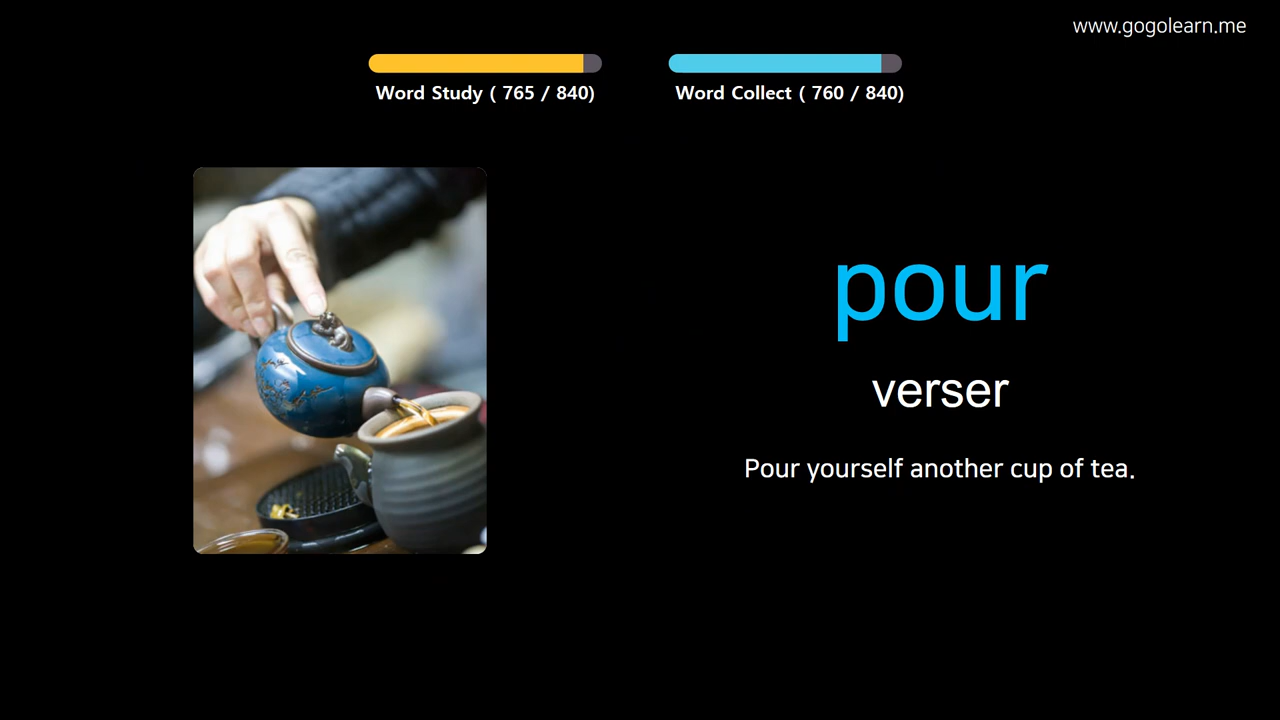 www.gogolearn.me
Word Study ( 765 / 840)
Word Collect ( 760 / 840)
pour
verser
Pour yourself another cup of tea.